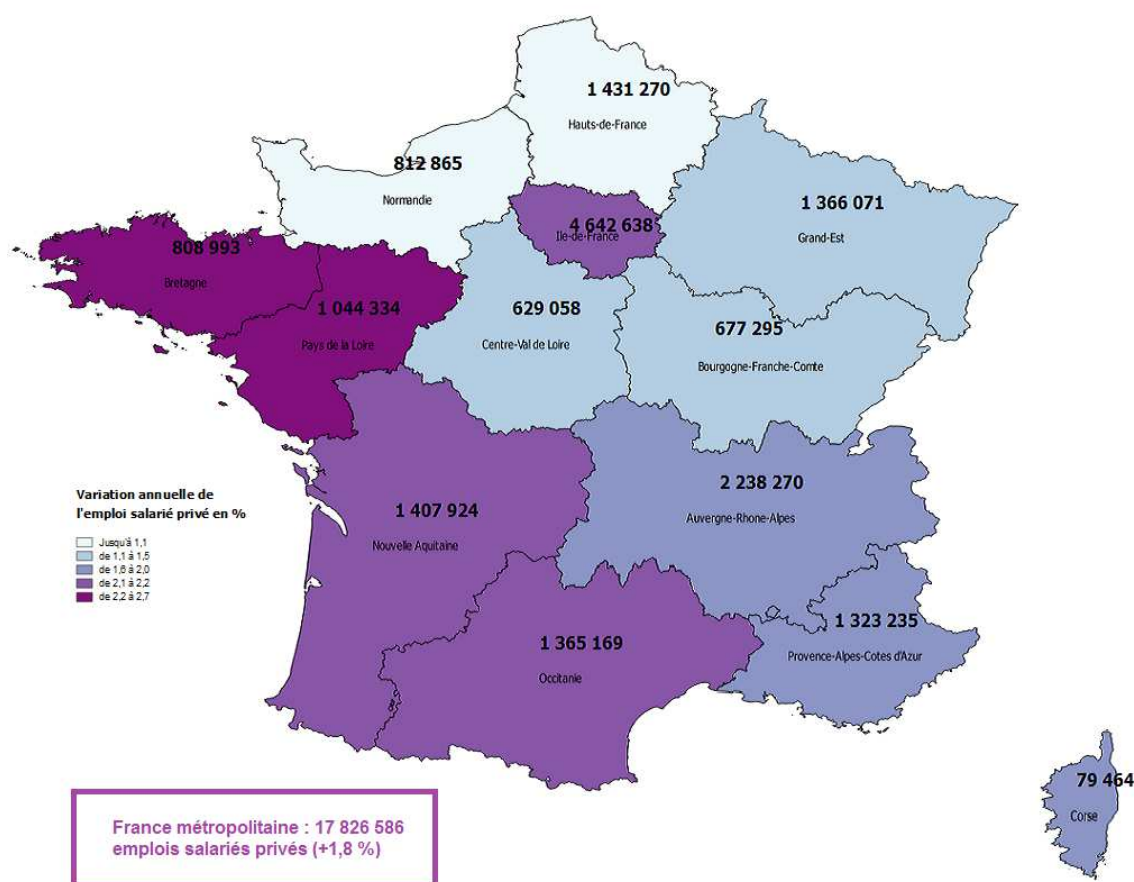 1 431 270
Hauts-de-France
812 865
Normandie
1 366 071
Grand-Est
4 642 638
Ile-de-France
808 993
Bretagne
1 044 334
Pays de la Loire
629 058
Centre-Val de Loire
677 295
Bourgogne-Franche-Comte
2 238 270
Auvergne-Rhone-Alpes
1 407 924
Nouvelle Aquitaine
1 323 235
Provence-Alpes-Cotes d'Azur
1 365 169
Occitanie
79 464
Corse
Variation annuelle de
l'emploi salarié privé en %
Jusqu'à 1,1
de 1,1 à 1,5
de 1,6 à 2,0
de 2,1 à 2,2
de 2,2 à 2,7
France métropolitaine : 17 826 586
emplois salariés privés (+1,8 %)